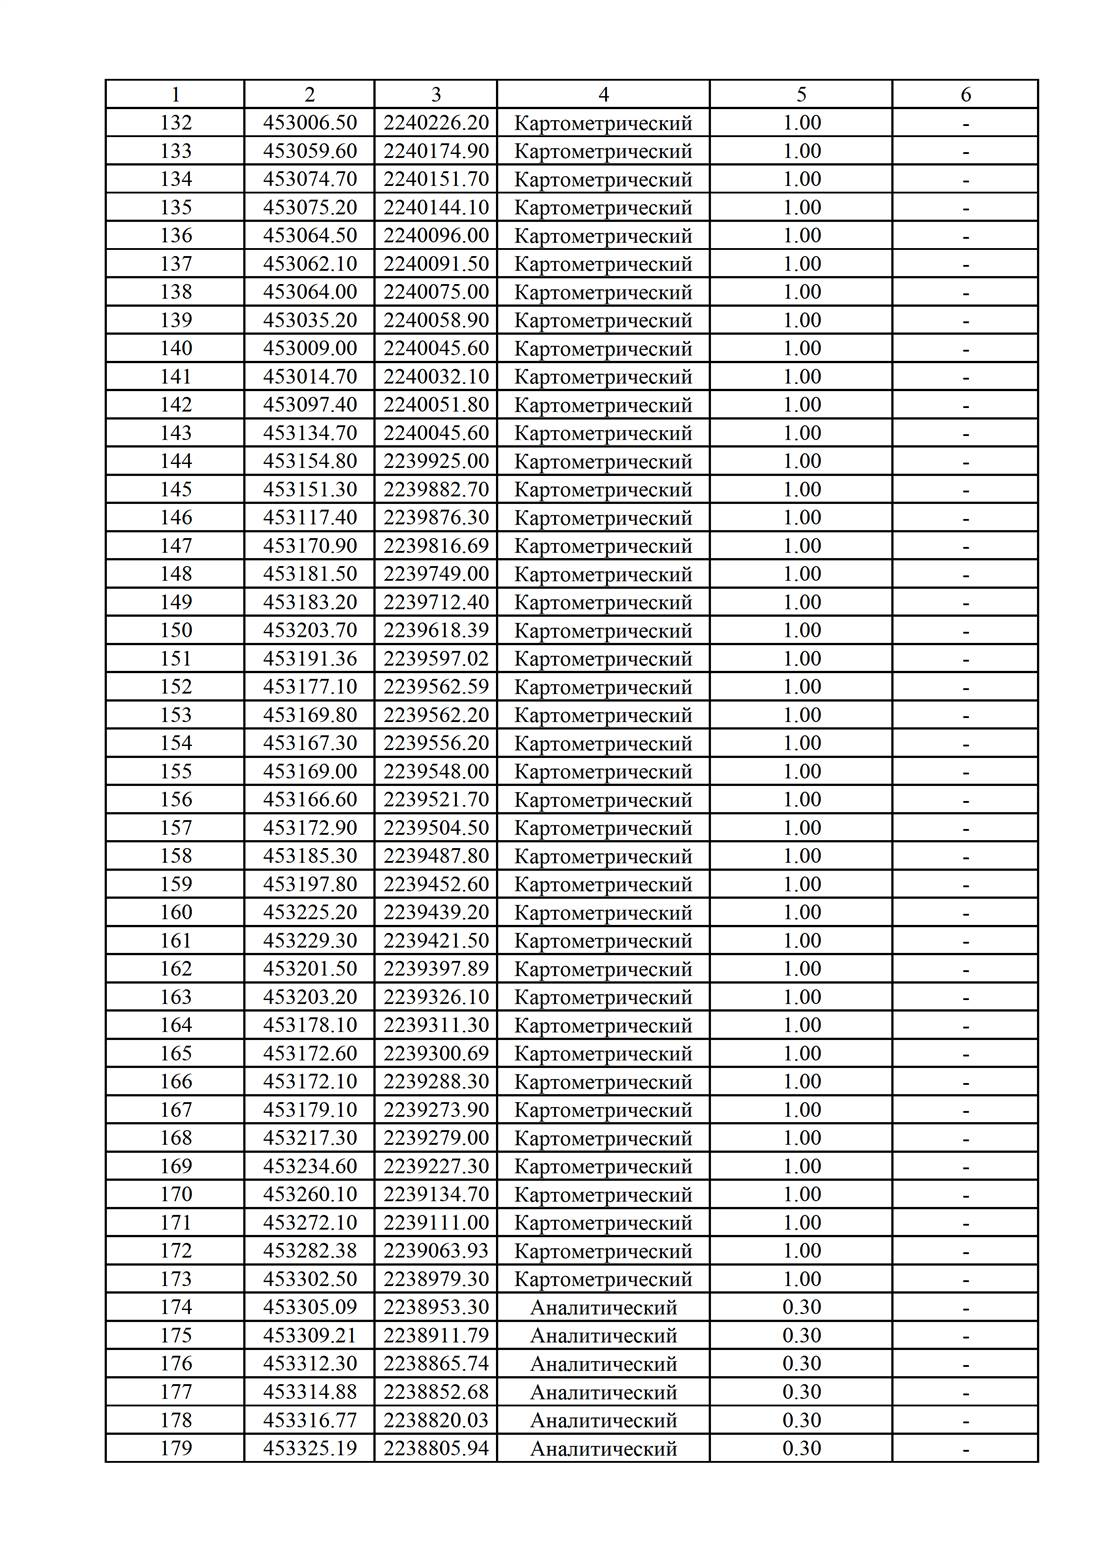 1 2 3 4 5 6
132 453006.50 2240226.20 Картометрический 1.00 -
133 453059.60 2240174.90 Картометрический 1.00 -
134 453074.70 2240151.70 Картометрический 1.00 -
135 453075.20 2240144.10 Картометрический 1.00 -
136 453064.50 2240096.00 Картометрический 1.00 -
137 453062.10 2240091.50 Картометрический 1.00 -
138 453064.00 2240075.00 Картометрический 1.00 -
139 453035.20 2240058.90 Картометрический 1.00 -
140 453009.00 2240045.60 Картометрический 1.00 -
141 453014.70 2240032.10 Картометрический 1.00 -
142 453097.40 2240051.80 Картометрический 1.00 -
143 453134.70 2240045.60 Картометрический 1.00 -
144 453154.80 2239925.00 Картометрический 1.00 -
145 453151.30 2239882.70 Картометрический 1.00 -
146 453117.40 2239876.30 Картометрический 1.00 -
147 453170.90 2239816.69 Картометрический 1.00 -
148 453181.50 2239749.00 Картометрический 1.00 -
149 453183.20 2239712.40 Картометрический 1.00 -
150 453203.70 2239618.39 Картометрический 1.00 -
151 453191.36 2239597.02 Картометрический 1.00 -
152 453177.10 2239562.59 Картометрический 1.00 -
153 453169.80 2239562.20 Картометрический 1.00 -
154 453167.30 2239556.20 Картометрический 1.00 -
155 453169.00 2239548.00 Картометрический 1.00 -
156 453166.60 2239521.70 Картометрический 1.00 -
157 453172.90 2239504.50 Картометрический 1.00 -
158 453185.30 2239487.80 Картометрический 1.00 -
159 453197.80 2239452.60 Картометрический 1.00 -
160 453225.20 2239439.20 Картометрический 1.00 -
161 453229.30 2239421.50 Картометрический 1.00 -
162 453201.50 2239397.89 Картометрический 1.00 -
163 453203.20 2239326.10 Картометрический 1.00 -
164 453178.10 2239311.30 Картометрический 1.00 -
165 453172.60 2239300.69 Картометрический 1.00 -
166 453172.10 2239288.30 Картометрический 1.00 -
167 453179.10 2239273.90 Картометрический 1.00 -
168 453217.30 2239279.00 Картометрический 1.00 -
169 453234.60 2239227.30 Картометрический 1.00 -
170 453260.10 2239134.70 Картометрический 1.00 -
171 453272.10 2239111.00 Картометрический 1.00 -
172 453282.38 2239063.93 Картометрический 1.00 -
173 453302.50 2238979.30 Картометрический 1.00 -
174 453305.09 2238953.30 Аналитический 0.30 -
175 453309.21 2238911.79 Аналитический 0.30 -
176 453312.30 2238865.74 Аналитический 0.30 -
177 453314.88 2238852.68 Аналитический 0.30 -
178 453316.77 2238820.03 Аналитический 0.30 -
179 453325.19 2238805.94 Аналитический 0.30 -